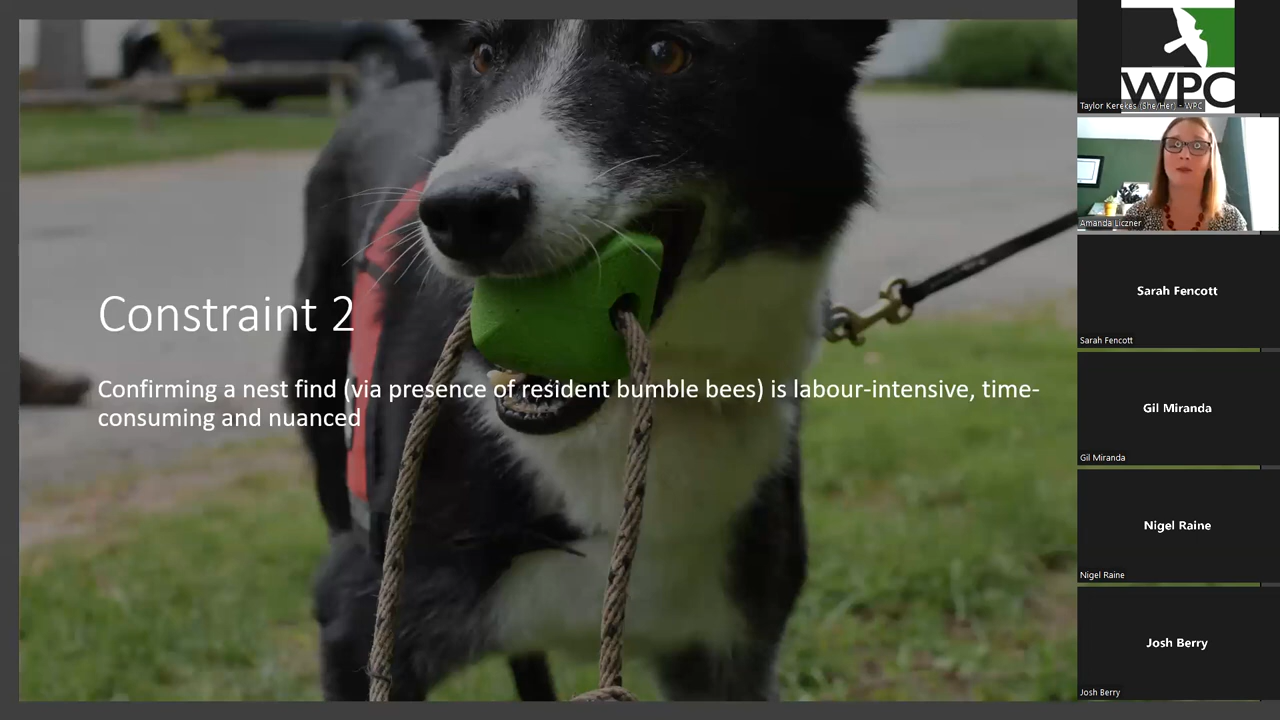 Constraint 2
Confirming a nest find (via presence of resident bumble bees) is labour-intensive, time-
consuming and nuanced
WPC
Taylor Kerekes (She/Her) - WPC
Amanda Liczner
Sarah Fencott
Sarah Fencott
Gil Miranda
Gil Miranda
Nigel Raine
Nigel Raine
Josh Berry
Josh Berry